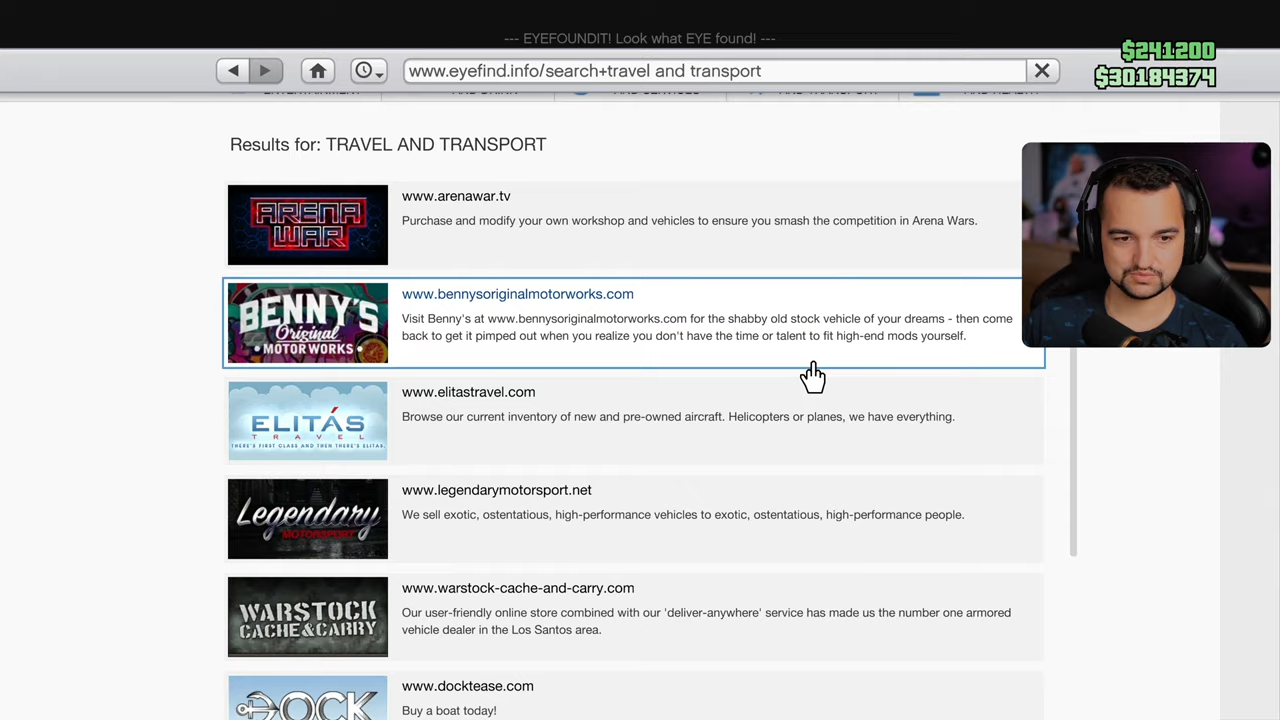 --- EYEFOUNDIT! Look what EYE found! ---
$241200
www.eyefind.info/search+travel and transport
$30184374
Results for: TRAVEL AND TRANSPORT
ARENA
WAR
www.arenawar.tv
Purchase and modify your own workshop and vehicles to ensure you smash the competition in Arena Wars.
BENNY'S
Original
MOTOR WORKS
www.bennysoriginalmotorworks.com
Visit Benny's at www.bennysoriginalmotorworks.com for the shabby old stock vehicle of your dreams - then come
back to get it pimped out when you realize you don't have the time or talent to fit high-end mods yourself.
ELITÁS
TRAVEL
THERE'S FIRST CLASS AND THEN THERE'S ELITAS.
www.elitastravel.com
Browse our current inventory of new and pre-owned aircraft. Helicopters or planes, we have everything.
Legendary
MOTORSPORT
www.legendarymotorsport.net
We sell exotic, ostentatious, high-performance vehicles to exotic, ostentatious, high-performance people.
WARSTOCK
CACHE&CARRY
www.warstock-cache-and-carry.com
Our user-friendly online store combined with our 'deliver-anywhere' service has made us the number one armored
vehicle dealer in the Los Santos area.
DOCK
www.docktease.com
Buy a boat today!